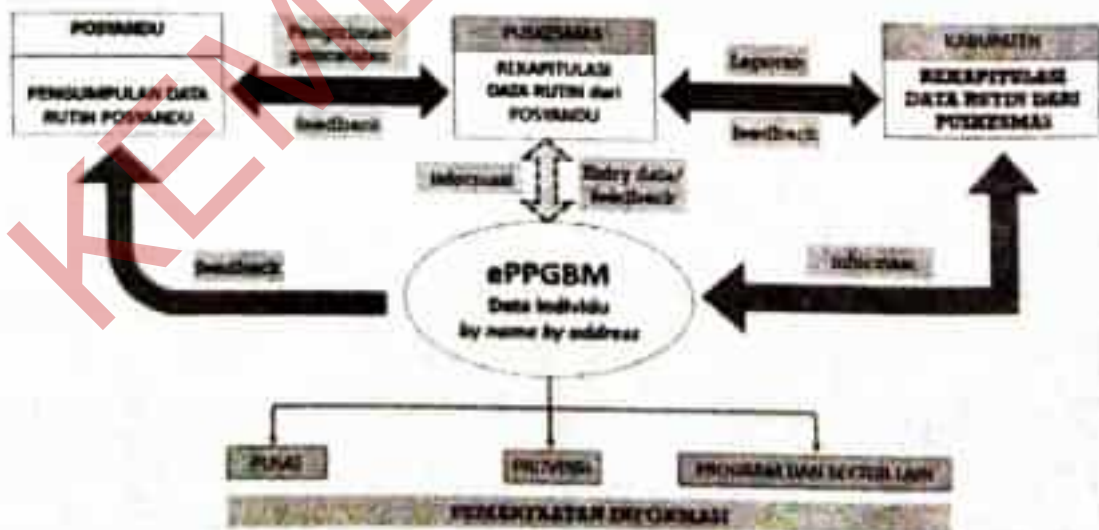 POSYANDU
PENGUMPULAN DATA
RUTIN POSYANDU
feedback
PUSKESMAS
REKAPITULASI
DATA RUTIN dari
POSYANDU
Laporan
feedback
KABUPATEN
REKAPITULASI
DATA RUTIN DARI
PUSKESMAS
Informasi
Entry data/
feedback
feedback
ePPGBM
Data individu
by name by address
Informasi
PUSAT
PROVINSI
PROGRAM DAN SEKTOR LAIN
PEMANFAATAN INFORMASI
KEM